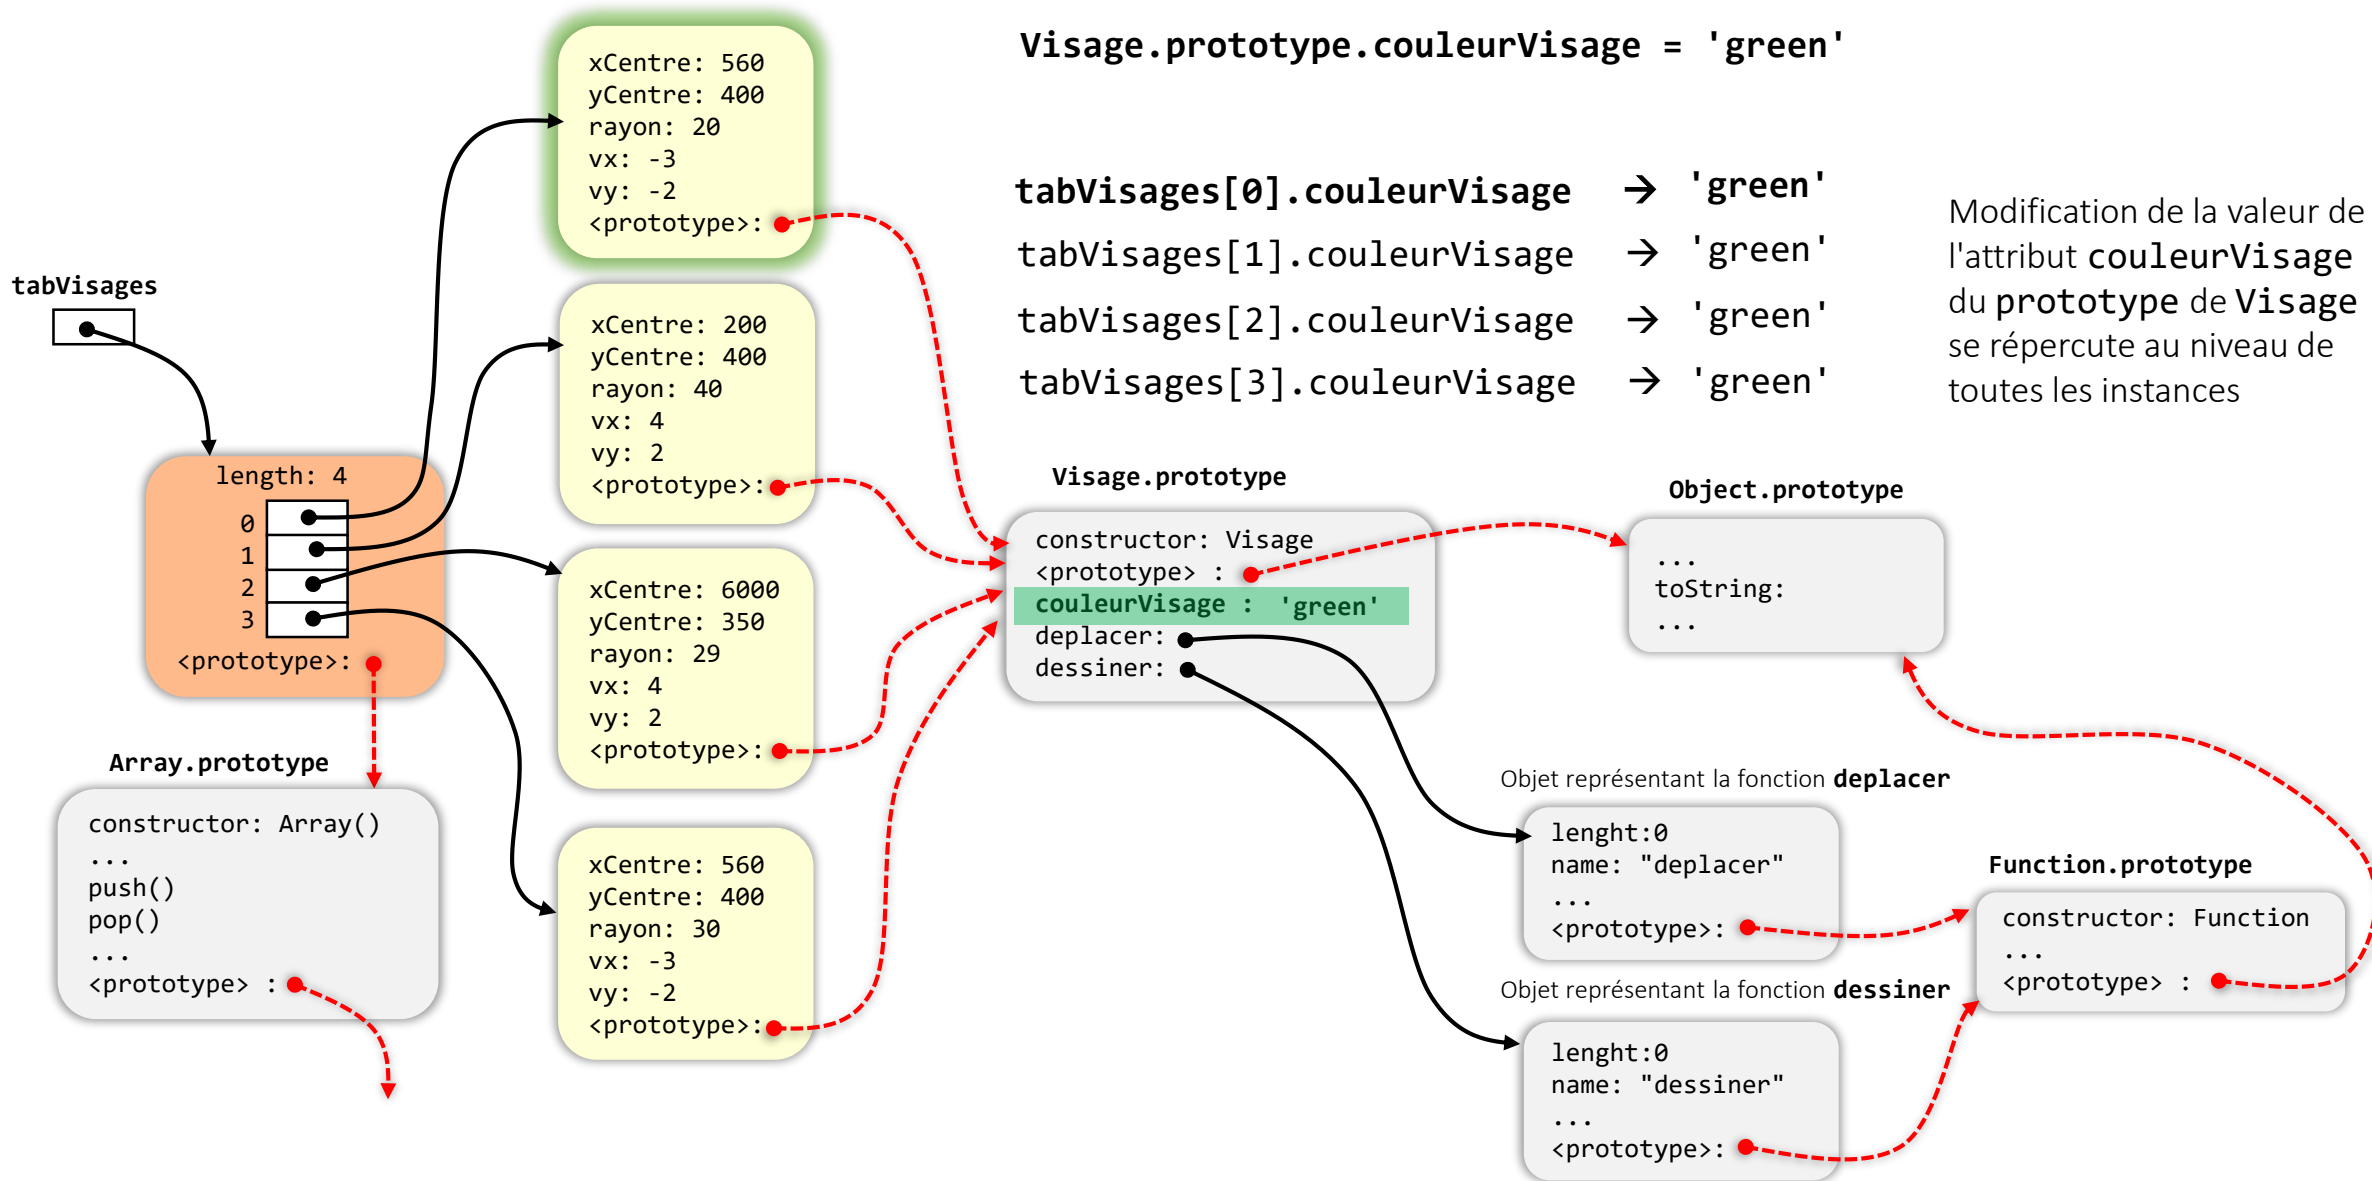 Visage.prototype.couleurVisage = 'green'
tabVisages[0].couleurVisage → 'green'
tabVisages[1].couleurVisage → 'green'
tabVisages[2].couleurVisage → 'green'
tabVisages[3].couleurVisage → 'green'
Modification de la valeur de
l'attribut couleurVisage
du prototype de Visage
se répercute au niveau de
toutes les instances
tabVisages
length: 4
0
1
2
3
<prototype>:
Array.prototype
constructor: Array()
...
push()
pop()
...
<prototype> :
xCentre: 560
yCentre: 400
rayon: 20
vx: -3
vy: -2
<prototype>:
xCentre: 200
yCentre: 400
rayon: 40
vx: 4
vy: 2
<prototype>:
xCentre: 6000
yCentre: 350
rayon: 29
vx: 4
vy: 2
<prototype>:
xCentre: 560
yCentre: 400
rayon: 30
vx: -3
vy: -2
<prototype>:
Visage.prototype
constructor: Visage
<prototype> :
couleurVisage : 'green'
deplacer:
dessiner:
Object.prototype
...
toString:
...
Objet représentant la fonction deplacer
lenght:0
name: "deplacer"
...
<prototype>:
Objet représentant la fonction dessiner
lenght:0
name: "dessiner"
...
<prototype>:
Function.prototype
constructor: Function
...
<prototype> :